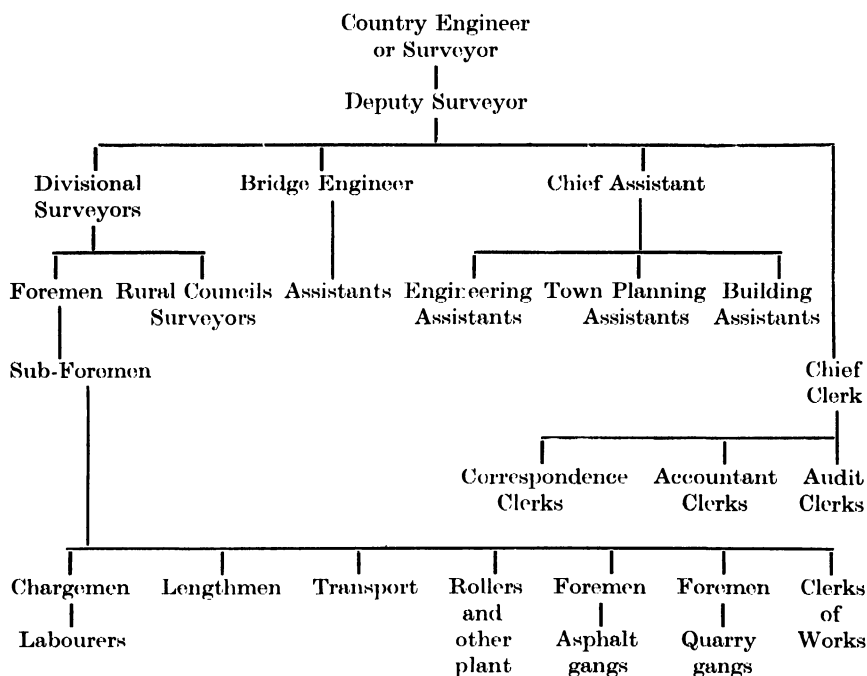 Country Engineer
or Surveyor
Deputy Surveyor
Divisional
Surveyors
Bridge Engineer
Chief Assistant
Foremen
Rural Councils
Surveyors
Assistants
Engineering
Assistants
Town Planning
Assistants
Building
Assistants
Sub-Foremen
Chief
Clerk
Correspondence
Clerks
Accountant
Clerks
Audit
Clerks
Chargemen
Lengthmen
Transport
Rollers
and
other
plant
Foremen
Foremen
Clerks
of
Works
Labourers
Asphalt
gangs
Quarry
gangs